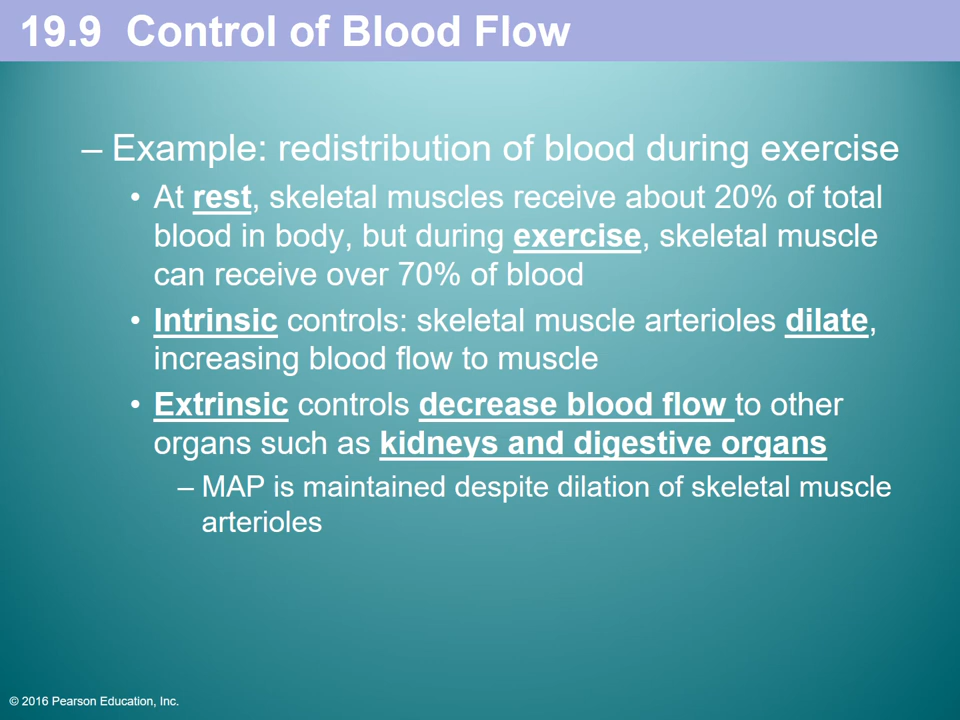 19.9 Control of Blood Flow
– Example: redistribution of blood during exercise
• At rest, skeletal muscles receive about 20% of total
blood in body, but during exercise, skeletal muscle
can receive over 70% of blood
• Intrinsic controls: skeletal muscle arterioles dilate,
increasing blood flow to muscle
• Extrinsic controls decrease blood flow to other
organs such as kidneys and digestive organs
– MAP is maintained despite dilation of skeletal muscle
arterioles
© 2016 Pearson Education, Inc.